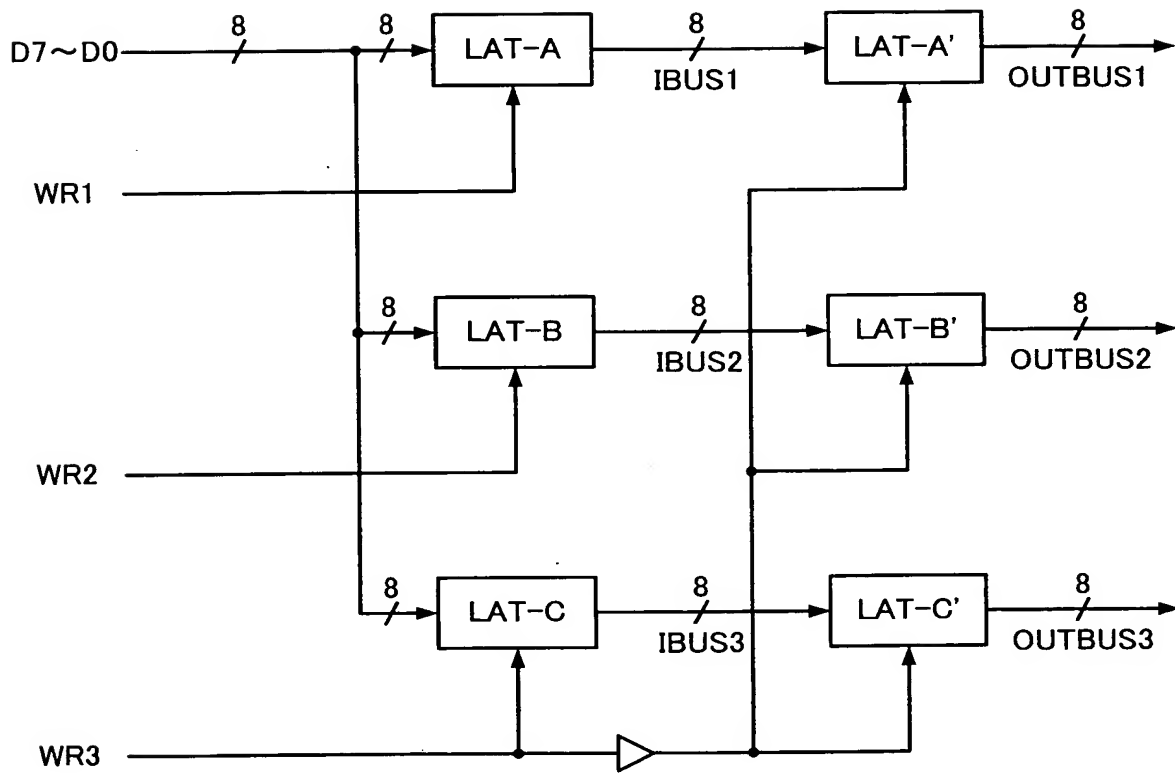 8 8 8 8
D7～D0 LAT-A LAT-A'
IBUS1 OUTBUS1
WR1
8 8 8
LAT-B LAT-B'
IBUS2 OUTBUS2
WR2
8 8 8
LAT-C LAT-C'
IBUS3 OUTBUS3
WR3